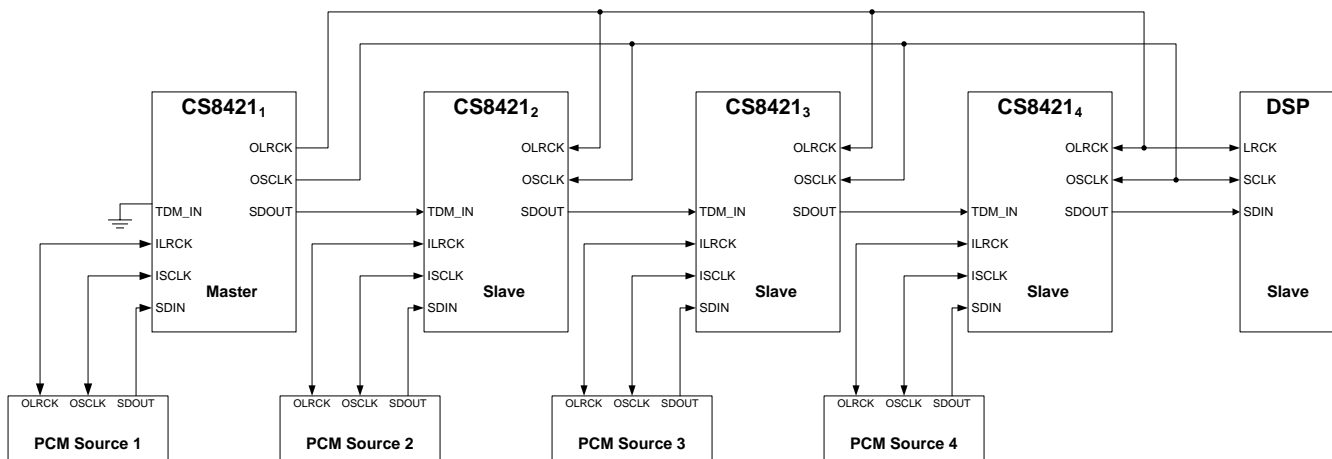 CS8421₁
CS8421₂
CS8421₃
CS8421₄
DSP
OLRCK
OLRCK
OLRCK
OLRCK
LRCK
OSCLK
OSCLK
OSCLK
OSCLK
SCLK
TDM_IN
SDOUT
TDM_IN
SDOUT
TDM_IN
SDOUT
TDM_IN
SDOUT
SDIN
ILRCK
ILRCK
ILRCK
ILRCK
ISCLK
ISCLK
ISCLK
ISCLK
Master
Slave
Slave
Slave
Slave
SDIN
SDIN
SDIN
SDIN
OLRCK OSCLK SDOUT
OLRCK OSCLK SDOUT
OLRCK OSCLK SDOUT
OLRCK OSCLK SDOUT
PCM Source 1
PCM Source 2
PCM Source 3
PCM Source 4